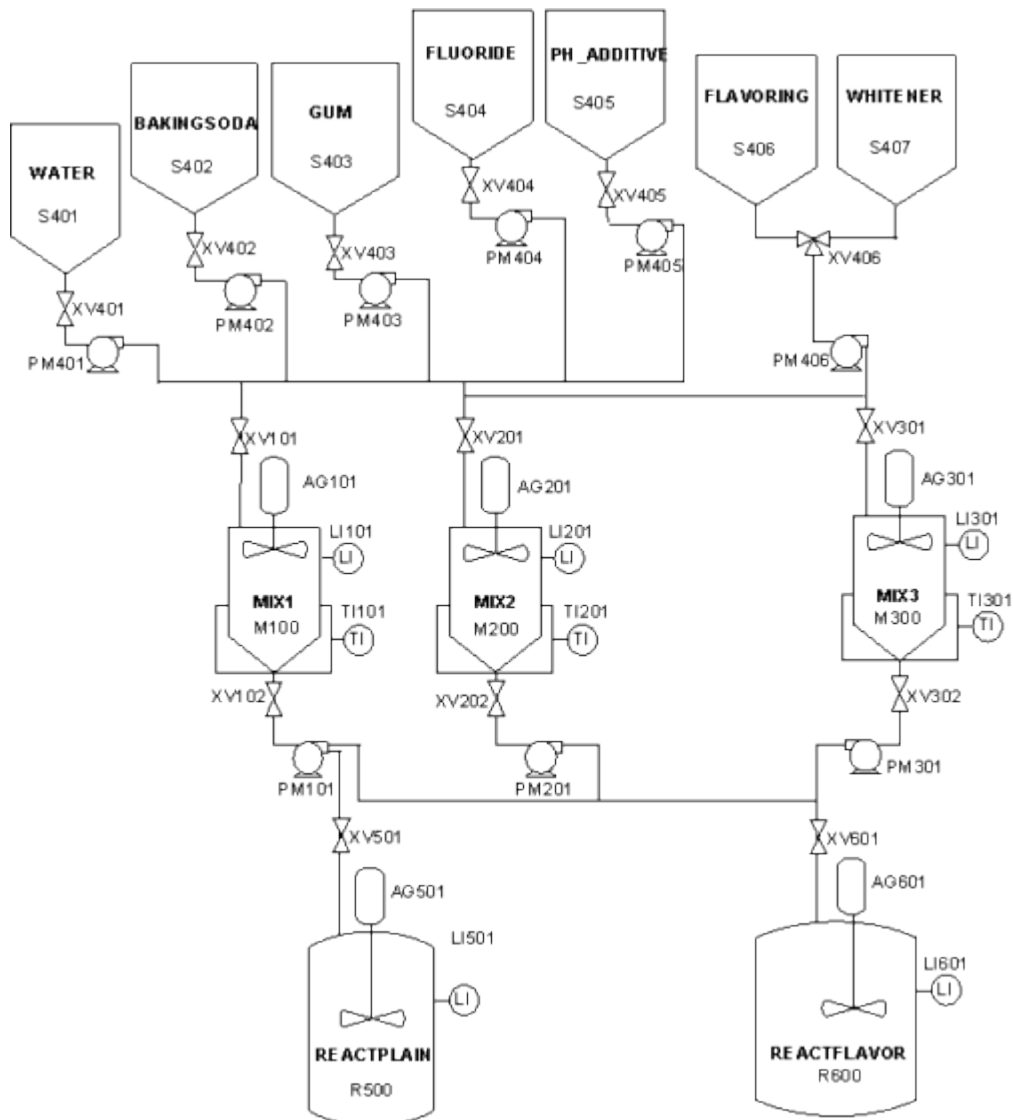 FLUORIDE
PH_ADDITIVE
S404
S405
BAKINGSODA
GUM
FLAVORING
WHITENER
S402
S403
S406
S407
WATER
S401
XV404
XV405
XV402
XV403
PM404
PM405
XV406
XV401
PM402
PM403
PM401
PM406
XV101
XV201
XV301
AG101
AG201
AG301
LI101
LI201
LI301
LI
LI
LI
MIX1
MIX2
MIX3
M100
M200
M300
TI101
TI201
TI301
TI
TI
TI
XV102
XV202
XV302
PM101
PM201
PM301
XV501
XV601
AG501
AG601
LI501
LI601
LI
LI
REACTPLAIN
R500
REACTFLAVOR
R600